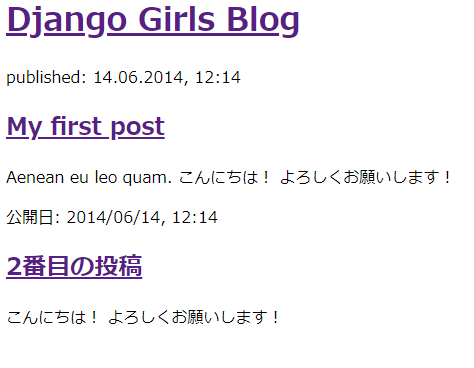 Django Girls Blog
published: 14.06.2014, 12:14
My first post
Aenean eu leo quam. こんにちは！ よろしくお願いします！
公開日: 2014/06/14, 12:14
2番目の投稿
こんにちは！ よろしくお願いします！